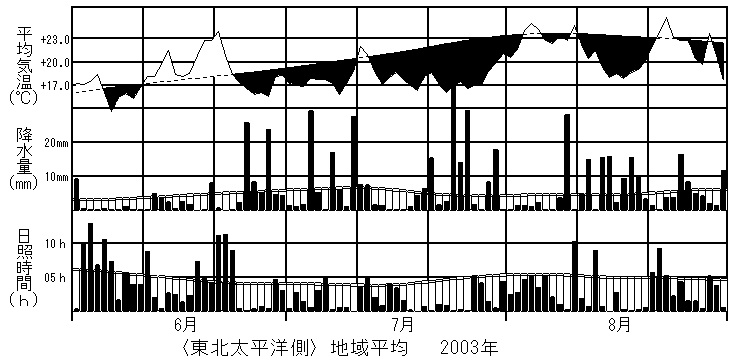 平均気温(℃)
+23.0
+20.0
+17.0
降水量(mm)
20mm
10mm
日照時間(h)
10 h
05 h
6月 7月 8月
〈東北太平洋側〉地域平均 2003年